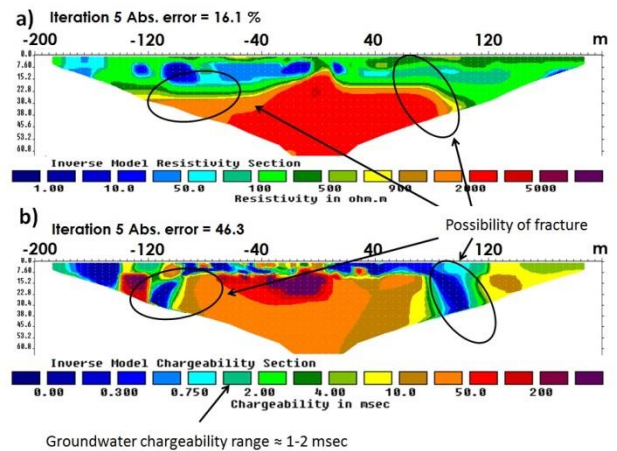 a) Iteration 5 Abs. error = 16.1 %
-200 -120 -40 40 120 m
0.0
7.60
15.2
22.8
30.4
38.0
45.6
53.2
60.8
Inverse Model Resistivity Section
1.00 10.0 50.0 100 500 900 2000 5000
Resistivity in ohm.m
b) Iteration 5 Abs. error = 46.3
Possibility of fracture
-200 -120 -40 40 120 m
0.0
7.60
15.2
22.8
30.4
38.0
45.6
53.2
60.8
Inverse Model Chargeability Section
0.00 0.300 0.750 2.00 4.00 10.0 50.0 200
Chargeability in msec
Groundwater chargeability range ≈ 1-2 msec